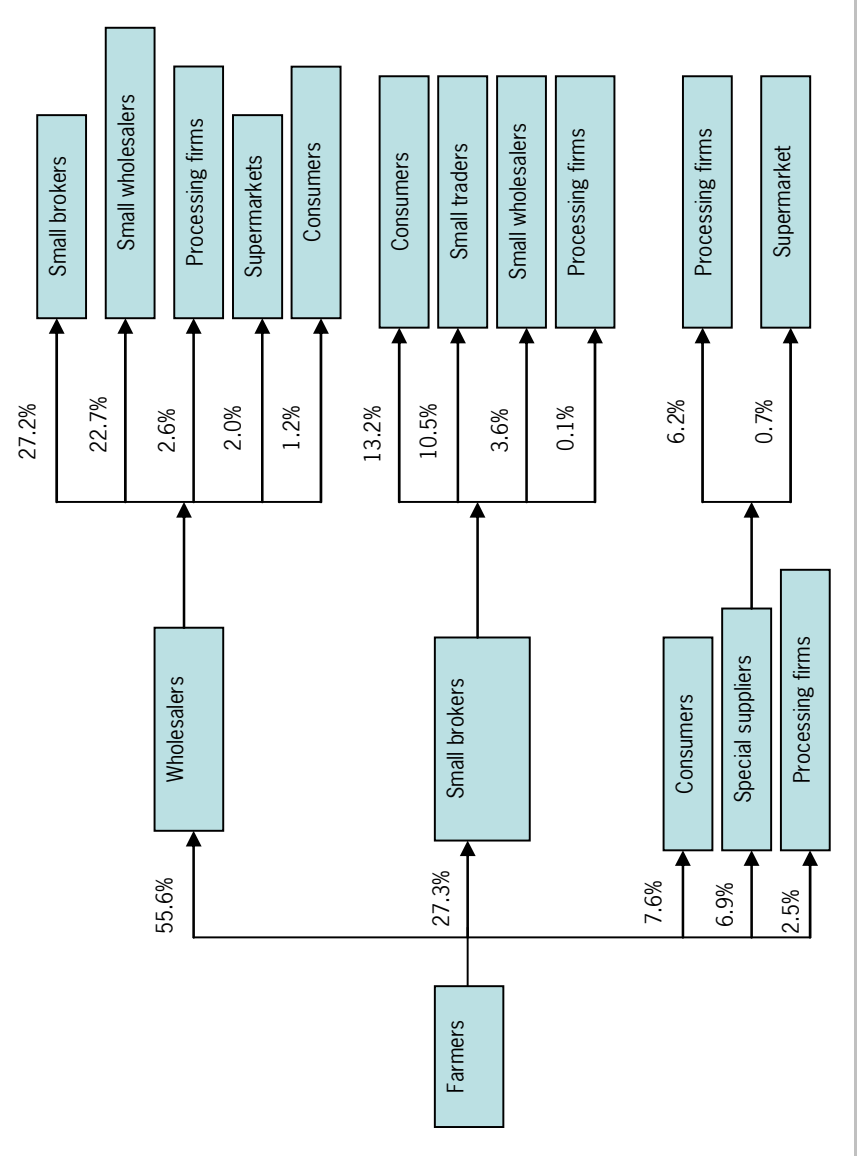 Farmers
55.6%
27.3%
7.6%
6.9%
2.5%
Wholesalers
Small brokers
Consumers
Special suppliers
Processing firms
27.2%
22.7%
2.6%
2.0%
1.2%
Small brokers
Small wholesalers
Processing firms
Supermarkets
Consumers
13.2%
10.5%
3.6%
0.1%
Consumers
Small traders
Small wholesalers
Processing firms
6.2%
0.7%
Processing firms
Supermarket